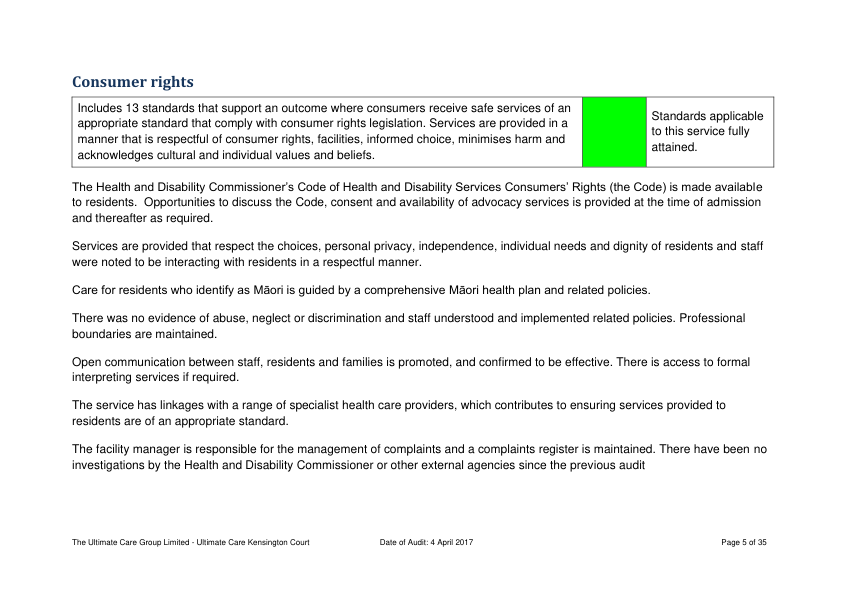 Consumer rights
Includes 13 standards that support an outcome where consumers receive safe services of an
appropriate standard that comply with consumer rights legislation. Services are provided in a
manner that is respectful of consumer rights, facilities, informed choice, minimises harm and
acknowledges cultural and individual values and beliefs.
Standards applicable
to this service fully
attained.
The Health and Disability Commissioner's Code of Health and Disability Services Consumers' Rights (the Code) is made available
to residents.  Opportunities to discuss the Code, consent and availability of advocacy services is provided at the time of admission
and thereafter as required.
Services are provided that respect the choices, personal privacy, independence, individual needs and dignity of residents and staff
were noted to be interacting with residents in a respectful manner.
Care for residents who identify as Māori is guided by a comprehensive Māori health plan and related policies.
There was no evidence of abuse, neglect or discrimination and staff understood and implemented related policies. Professional
boundaries are maintained.
Open communication between staff, residents and families is promoted, and confirmed to be effective. There is access to formal
interpreting services if required.
The service has linkages with a range of specialist health care providers, which contributes to ensuring services provided to
residents are of an appropriate standard.
The facility manager is responsible for the management of complaints and a complaints register is maintained. There have been no
investigations by the Health and Disability Commissioner or other external agencies since the previous audit
The Ultimate Care Group Limited - Ultimate Care Kensington Court Date of Audit: 4 April 2017 Page 5 of 35